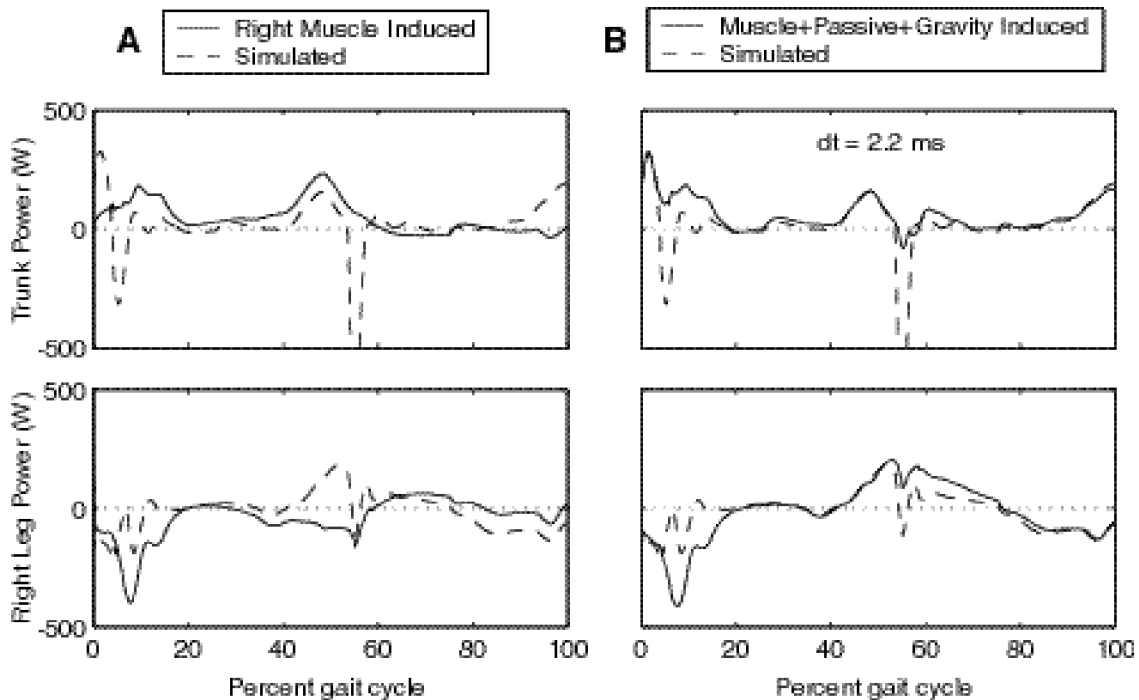 A
Right Muscle Induced
Simulated
B
Muscle+Passive+Gravity Induced
Simulated
Trunk Power (W)
500
0
-500
dt = 2.2 ms
Right Leg Power (W)
500
0
-500
0 20 40 60 80 100
Percent gait cycle
0 20 40 60 80 100
Percent gait cycle